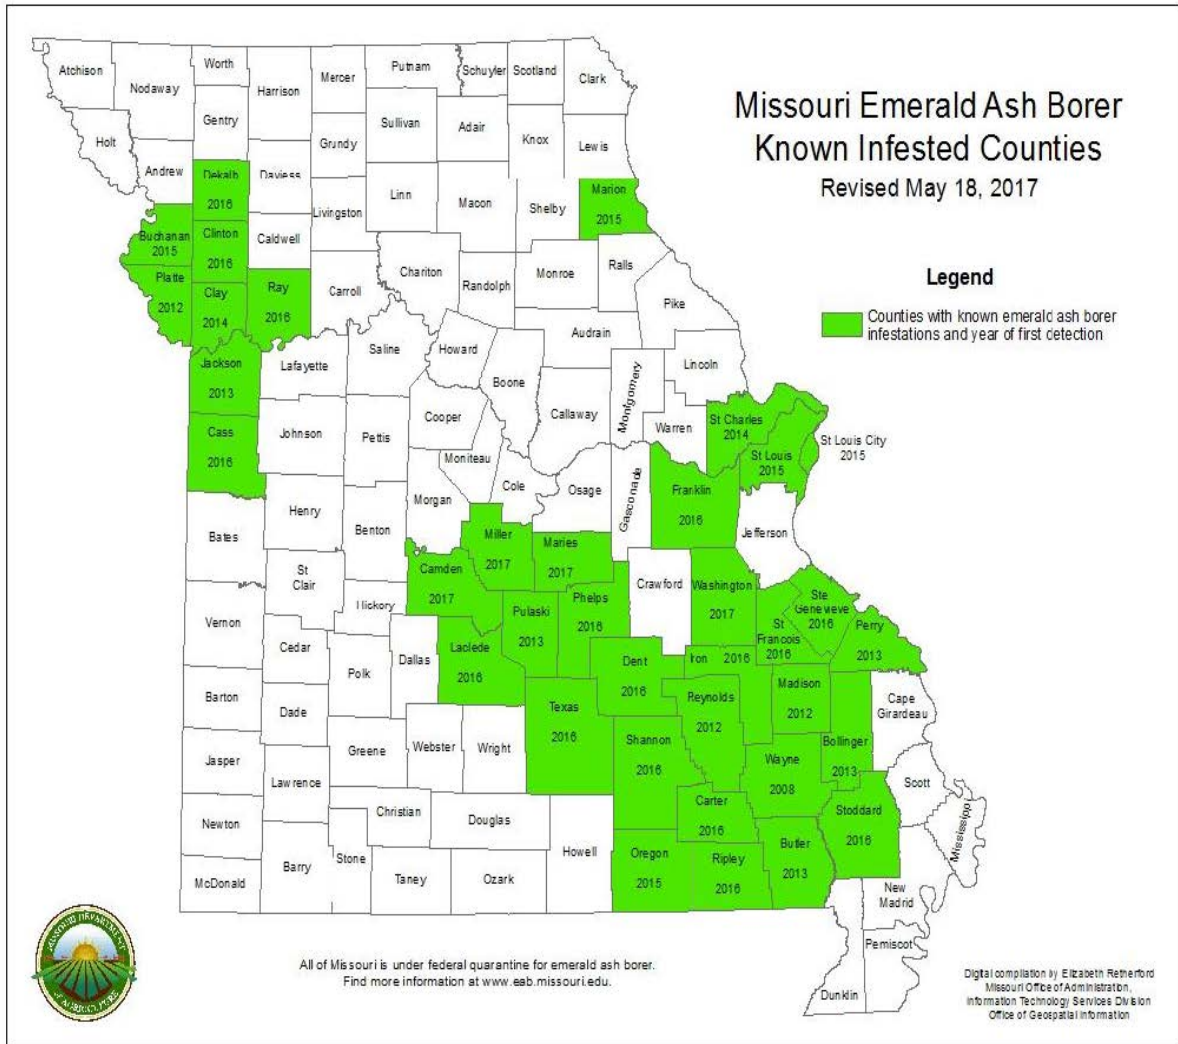 Missouri Emerald Ash Borer
Known Infested Counties
Revised May 18, 2017
Legend
Counties with known emerald ash borer
infestations and year of first detection
Atchison
Nodaway
Worth
Harrison
Mercer
Putnam
Schuyler
Scotland
Clark
Holt
Gentry
Sullivan
Adair
Knox
Lewis
Andrew
Grundy
Dekalb
2016
Daviess
Livingston
Linn
Macon
Shelby
Marion
2015
Buchanan
2015
Clinton
2016
Caldwell
Platte
2012
Clay
2014
Ray
2016
Carroll
Chariton
Randolph
Monroe
Ralls
Pike
Audrain
Jackson
2013
Lafayette
Saline
Howard
Boone
Callaway
Montgomery
Lincoln
Warren
St Charles
2014
St Louis City
2015
St Louis
2015
Cass
2016
Johnson
Pettis
Cooper
Moniteau
Cole
Osage
Gasconade
Franklin
2016
Jefferson
Bates
Henry
Benton
Morgan
Miller
2017
Maries
2017
Camden
2017
St
Clair
Hickory
Pulaski
2013
Phelps
2016
Crawford
Washington
2017
Ste
Genevieve
2016
St
Francois
2016
Perry
2013
Vernon
Cedar
Polk
Dallas
Laclede
2016
Dent
2016
Iron 2016
Madison
2012
Reynolds
2012
Barton
Dade
Texas
2016
Cape
Girardeau
Bollinger
2013
Jasper
Greene
Webster
Wright
Shannon
2016
Wayne
2008
Scott
Lawrence
Christian
Douglas
Carter
2016
Stoddard
2016
Mississippi
Newton
Barry
Stone
Howell
Oregon
2015
Ripley
2016
Butler
2013
McDonald
Taney
Ozark
New
Madrid
Pemiscot
Dunklin
MISSOURI DEPARTMENT
of AGRICULTURE
All of Missouri is under federal quarantine for emerald ash borer.
Find more information at www.eab.missouri.edu.
Digital compilation by Elizabeth Retherford
Missouri Office of Administration,
Information Technology Services Division
Office of Geospatial Information